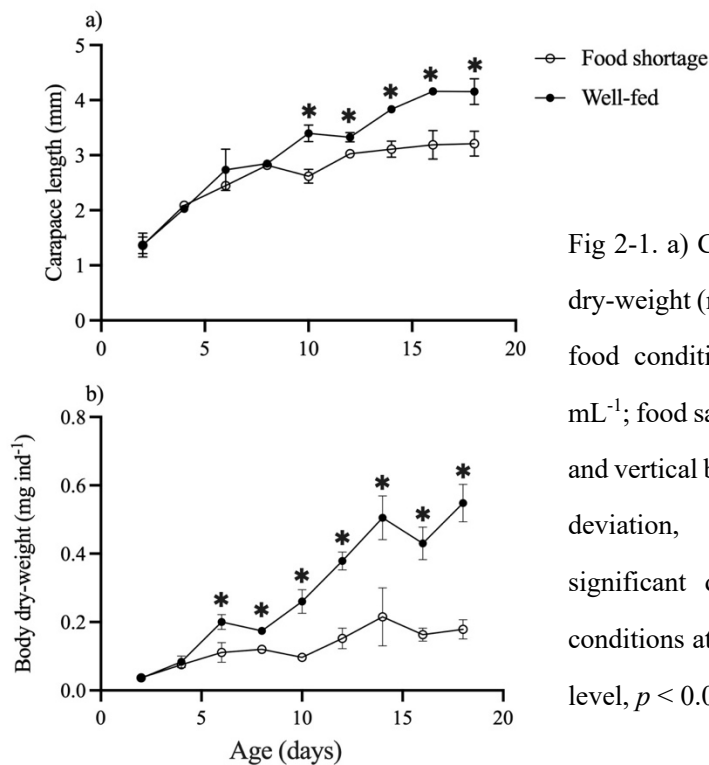 a)
5
4
3
2
1
0
Carapace length (mm)
0 5 10 15 20
* * * * *
Food shortage
Well-fed
b)
0.8
0.6
0.4
0.2
0.0
Body dry-weight (mg ind⁻¹)
* * * * * * *
0 5 10 15 20
Age (days)
Fig 2-1. a) C
dry-weight (
food conditi
mL⁻¹; food sa
and vertical b
deviation,
significant
conditions at
level, p < 0.0